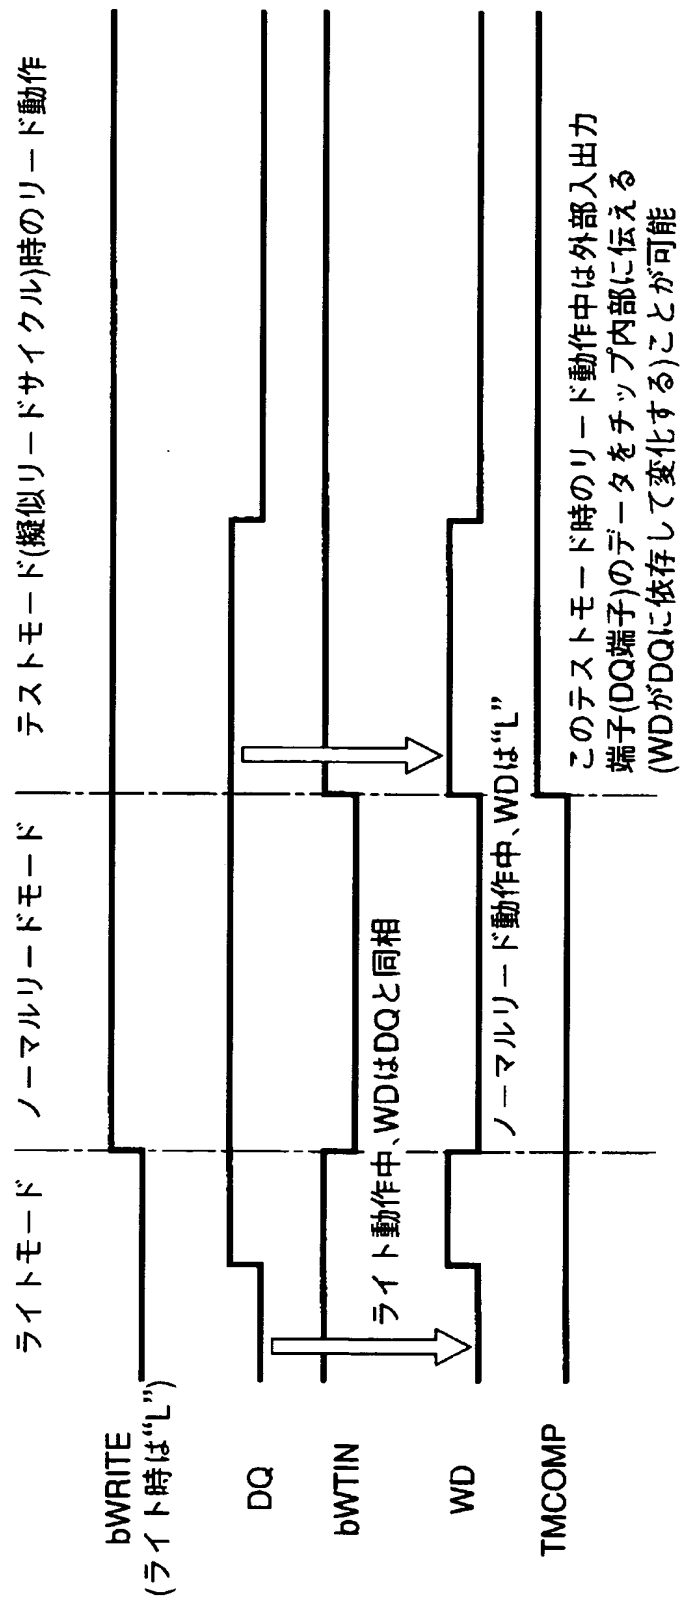 ライトモード
ノーマルリードモード
テストモード(擬似リードサイクル)時のリード動作
bWRITE
(ライト時は“L”)
DQ
bWTIN
ライト動作中、WDはDQと同相
WD
ノーマルリード動作中、WDは“L”
TMCOMP
このテストモード時のリード動作中は外部入出力
端子(DQ端子)のデータをチップ内部に伝える
(WDがDQに依存して変化する)ことが可能